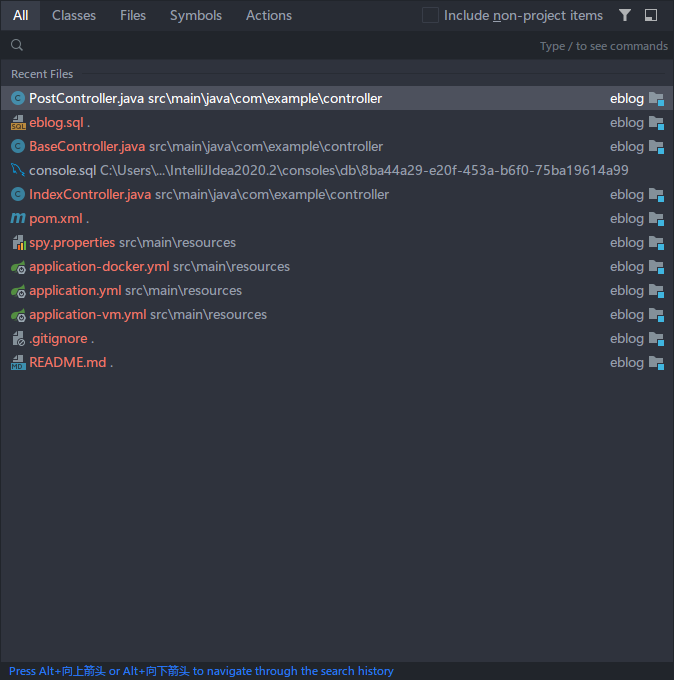 All Classes Files Symbols Actions Include non-project items
Type / to see commands
Recent Files
PostController.java src\main\java\com\example\controller eblog
eblog.sql . eblog
BaseController.java src\main\java\com\example\controller eblog
console.sql C:\Users\...\IntelliJIdea2020.2\consoles\db\8ba44a29-e20f-453a-b6f0-75ba19614a99
IndexController.java src\main\java\com\example\controller eblog
pom.xml . eblog
spy.properties src\main\resources eblog
application-docker.yml src\main\resources eblog
application.yml src\main\resources eblog
application-vm.yml src\main\resources eblog
.gitignore . eblog
README.md . eblog
Press Alt+向上箭头 or Alt+向下箭头 to navigate through the search history